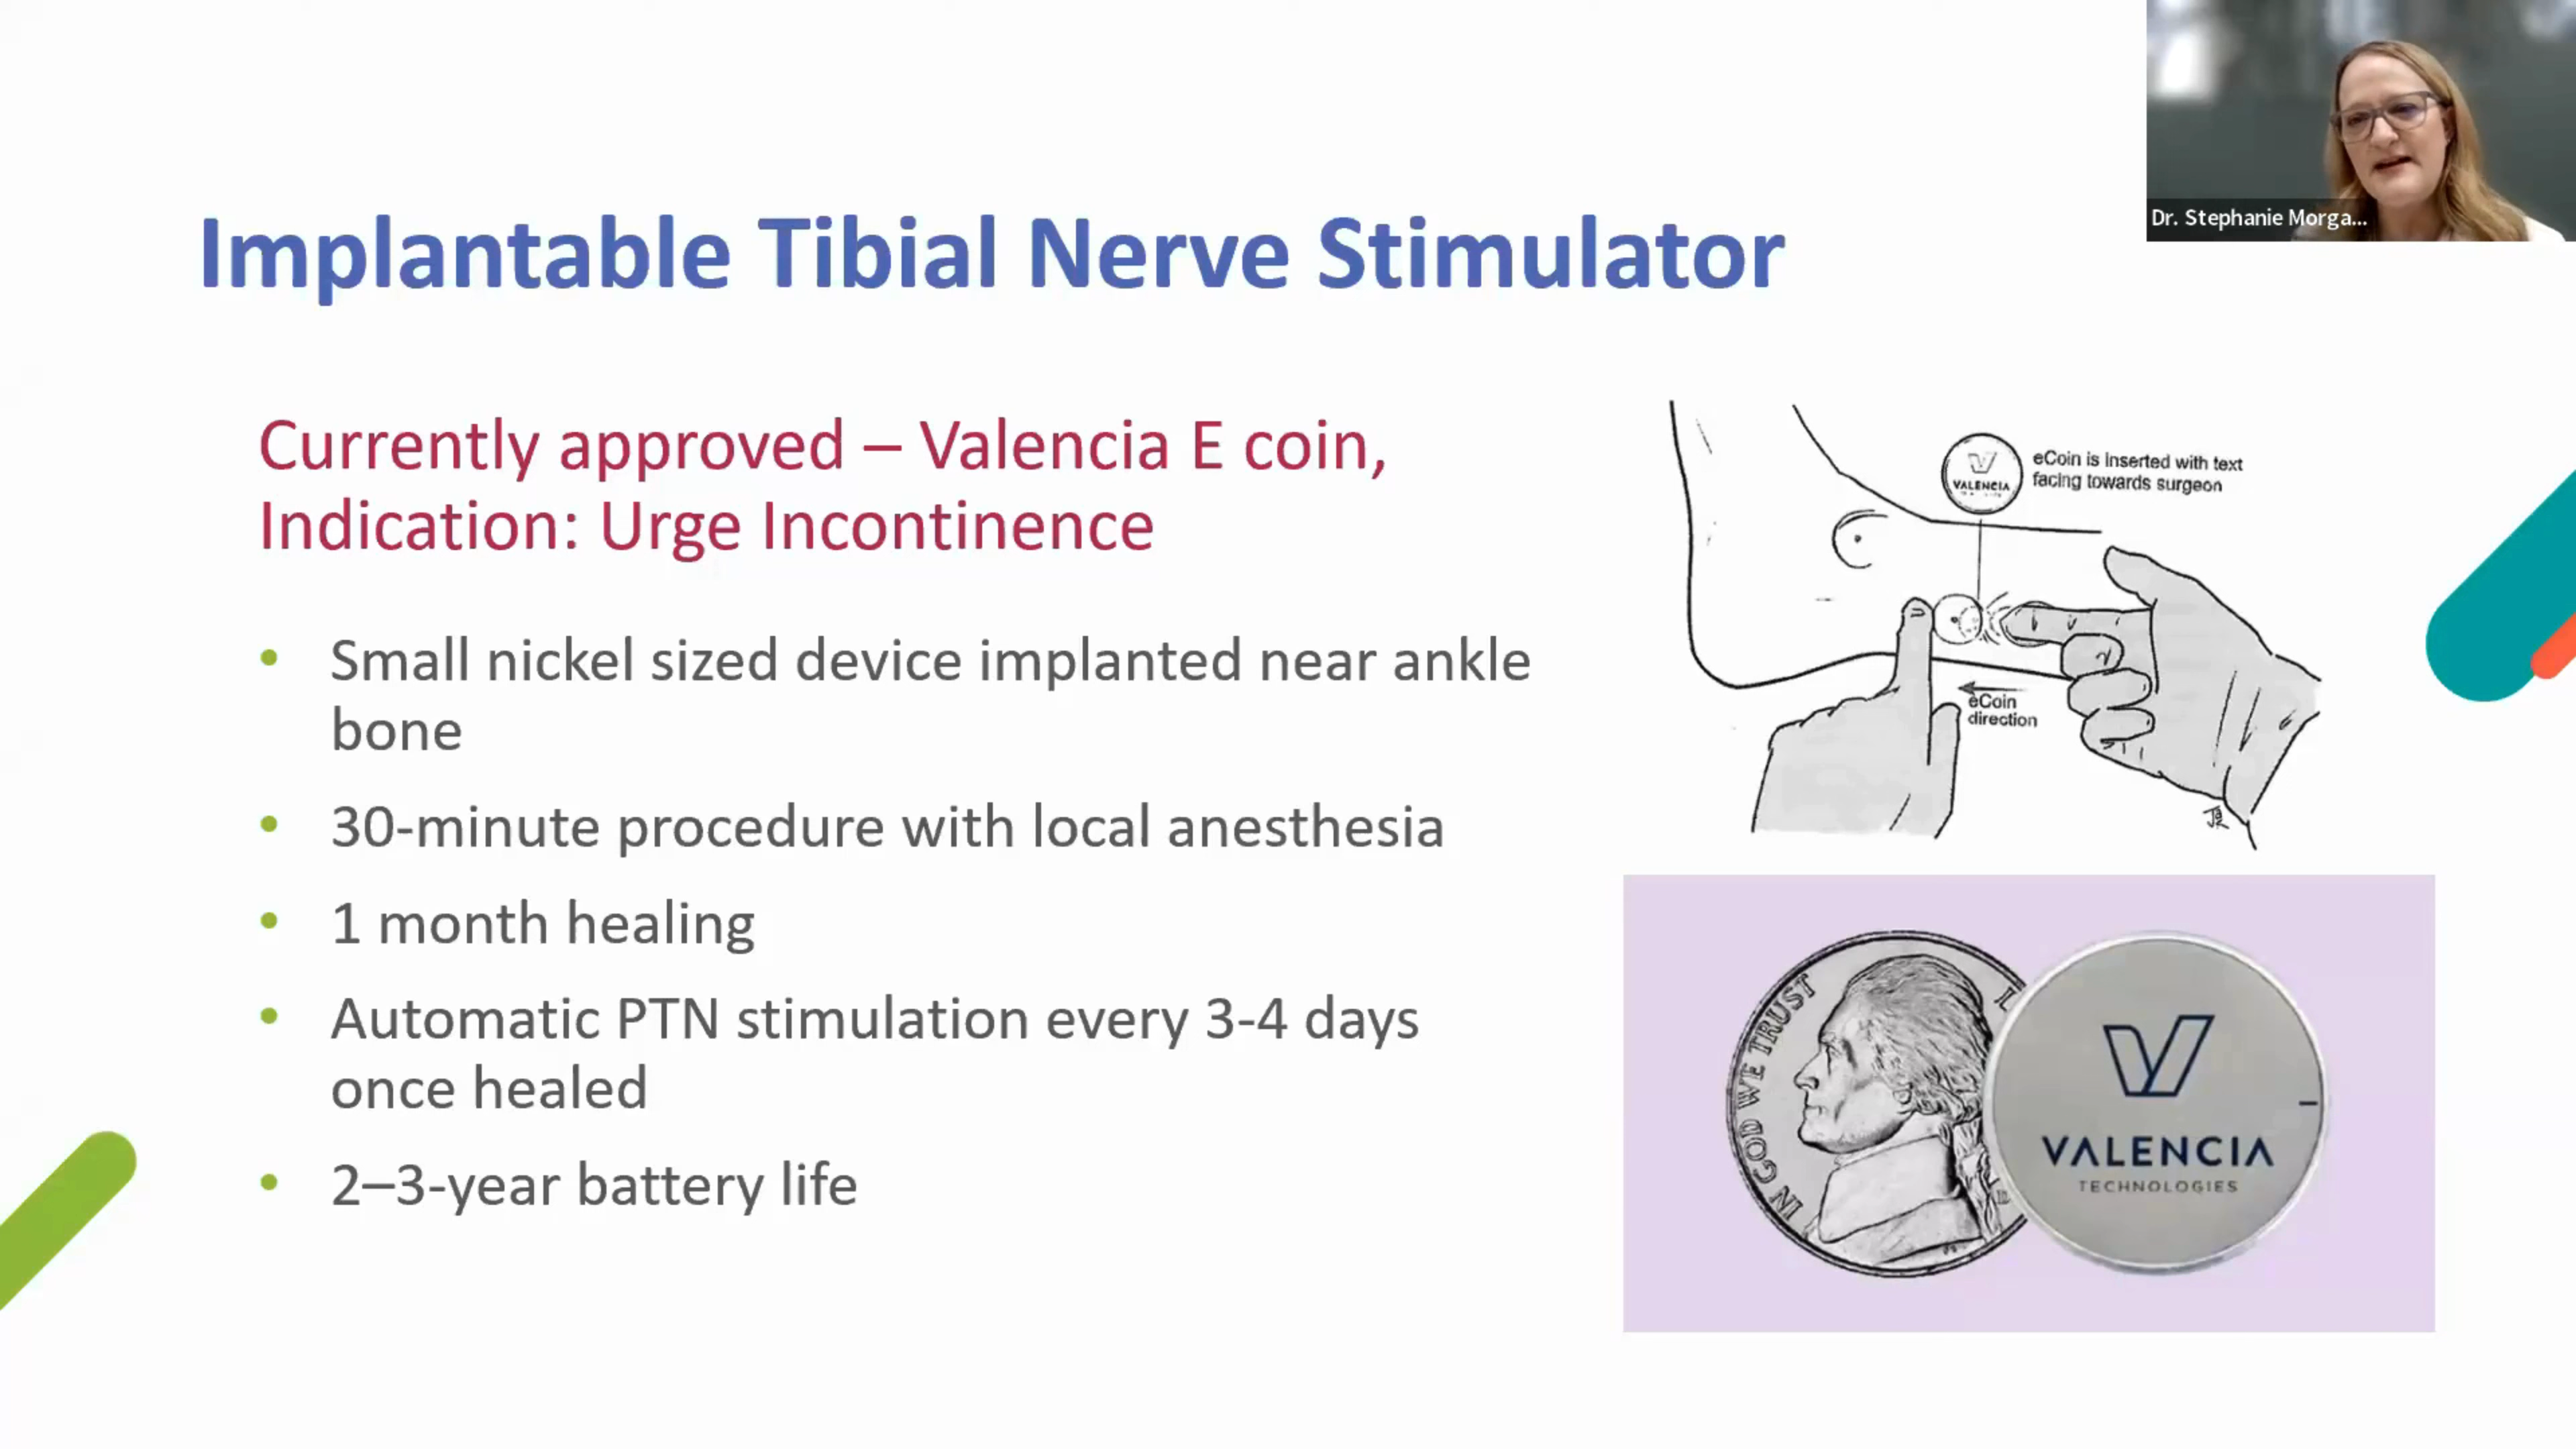 Dr. Stephanie Morga...
Implantable Tibial Nerve Stimulator
Currently approved – Valencia E coin,
Indication: Urge Incontinence
• Small nickel sized device implanted near ankle
bone
• 30-minute procedure with local anesthesia
• 1 month healing
• Automatic PTN stimulation every 3-4 days
once healed
• 2–3-year battery life
eCoin is inserted with text
facing towards surgeon
VALENCIA
eCoin
direction
IN GOD WE TRUST
L
VALENCIA
TECHNOLOGIES